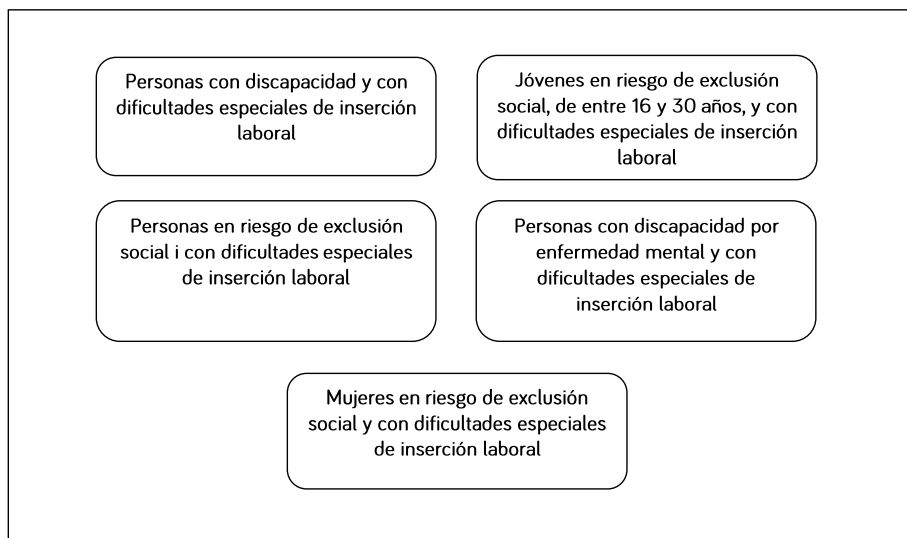 Personas con discapacidad y con
dificultades especiales de inserción
laboral
Jóvenes en riesgo de exclusión
social, de entre 16 y 30 años, y con
dificultades especiales de inserción
laboral
Personas en riesgo de exclusión
social i con dificultades especiales
de inserción laboral
Personas con discapacidad por
enfermedad mental y con
dificultades especiales de
inserción laboral
Mujeres en riesgo de exclusión
social y con dificultades especiales
de inserción laboral